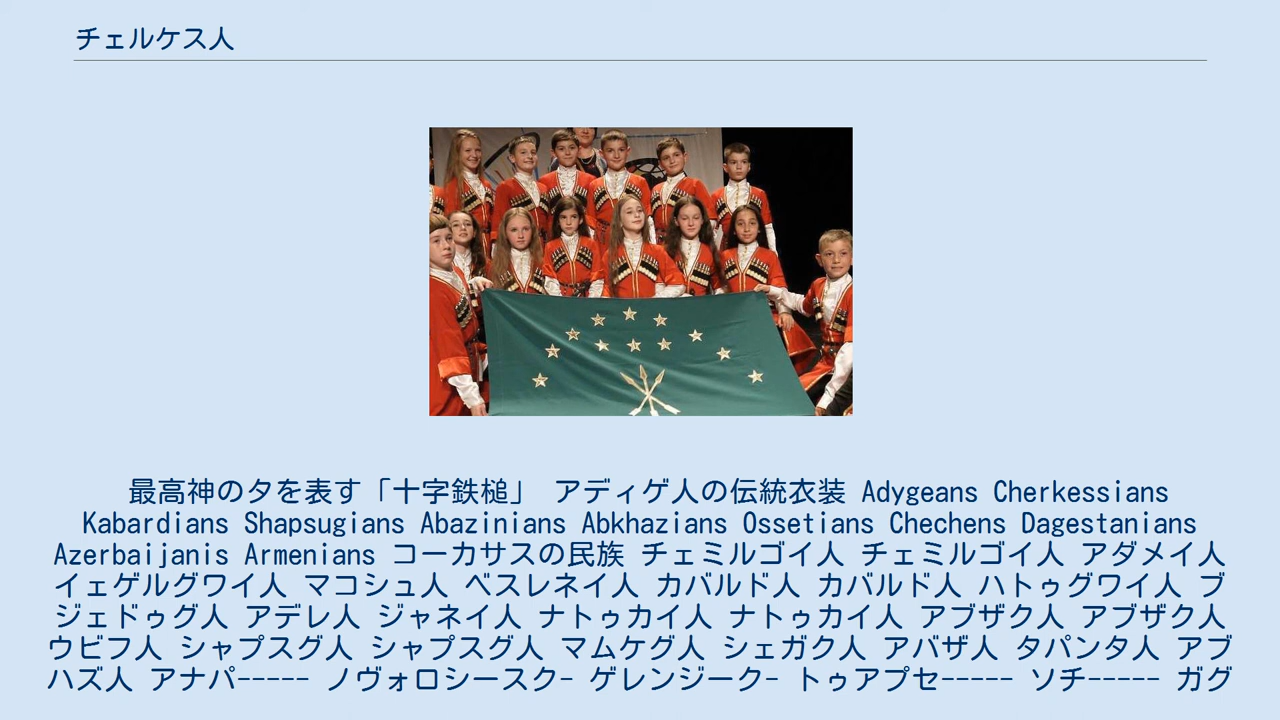 チェルケス人
最高神の夕を表す「十字鉄槌」 アディゲ人の伝統衣装 Adygeans Cherkessians
Kabardians Shapsugians Abazinians Abkhazians Ossetians Chechens Dagestanians
Azerbaijanis Armenians コーカサスの民族 チェミルゴイ人 チェミルゴイ人 アダメイ人
イェゲルグワイ人 マコシュ人 ベスレネイ人 カバルド人 カバルド人 ハトゥグワイ人 ブ
ジェドゥグ人 アデレ人 ジャネイ人 ナトゥカイ人 ナトゥカイ人 アブザク人 アブザク人
ウビフ人 シャプスグ人 シャプスグ人 マムケグ人 シェガク人 アバザ人 タパンタ人 アブ
ハズ人 アナパ----- ノヴォロシースク- ゲレンジーク- トゥアプセ----- ソチ----- ガグ